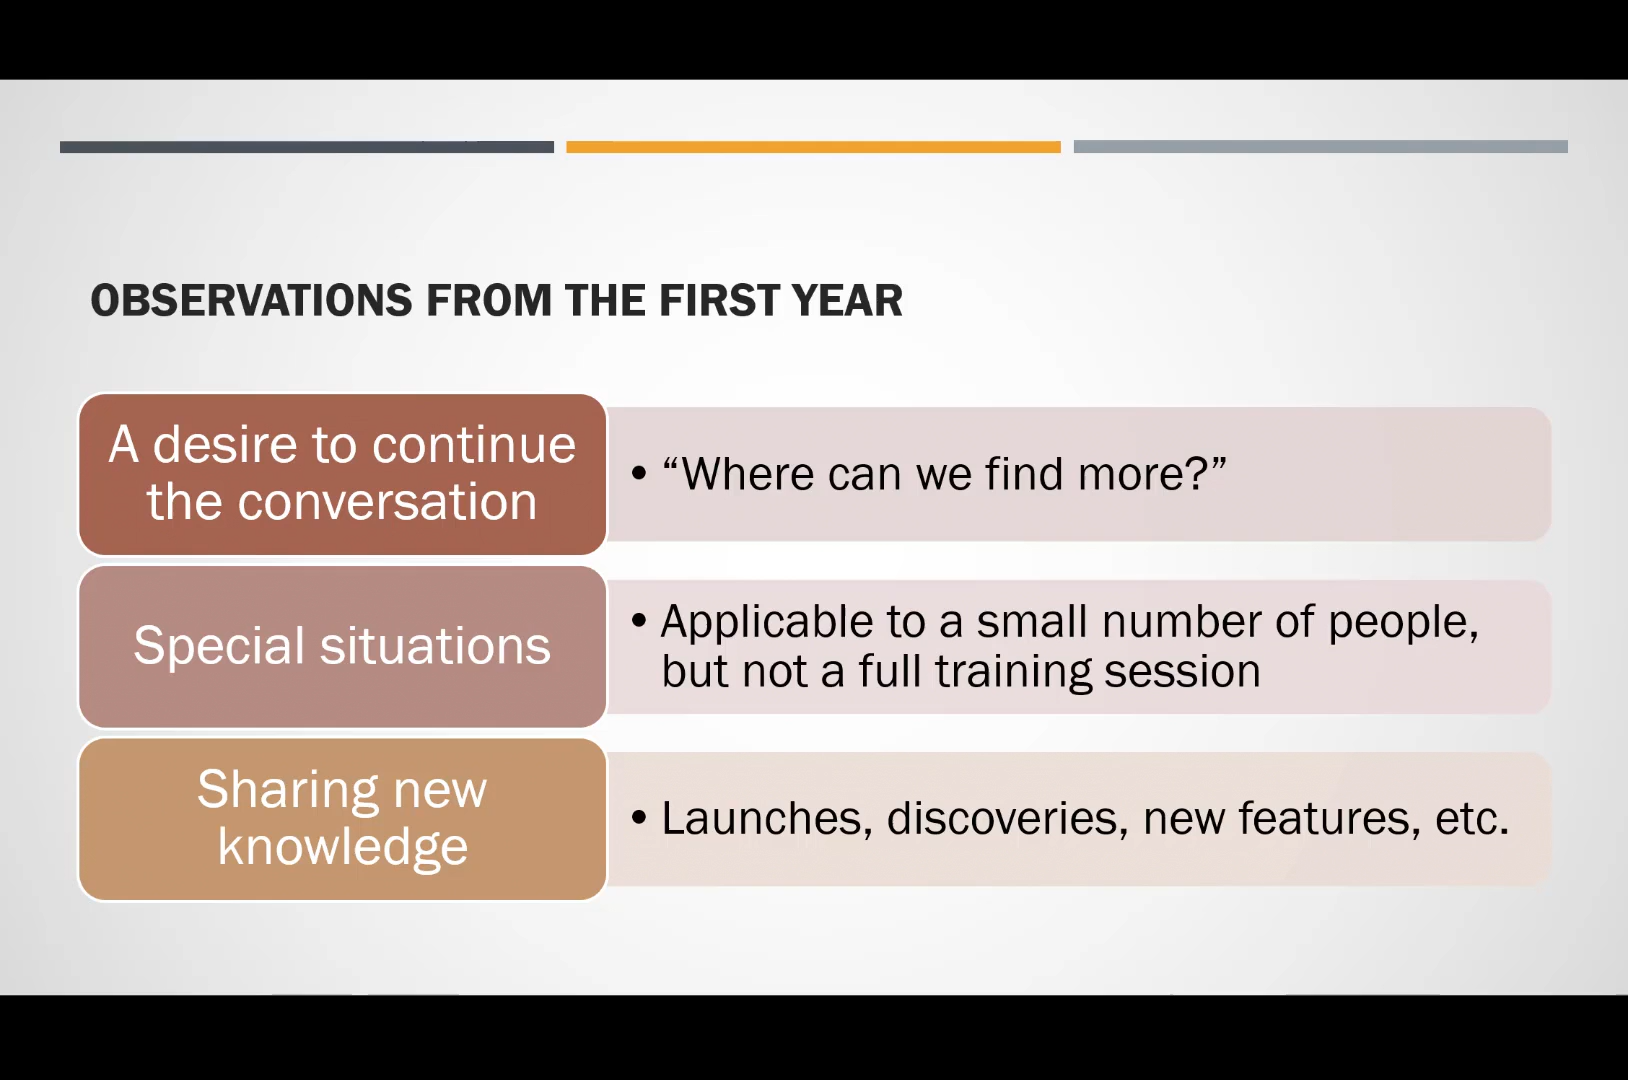 OBSERVATIONS FROM THE FIRST YEAR
A desire to continue
the conversation
• “Where can we find more?”
Special situations
• Applicable to a small number of people,
but not a full training session
Sharing new
knowledge
• Launches, discoveries, new features, etc.